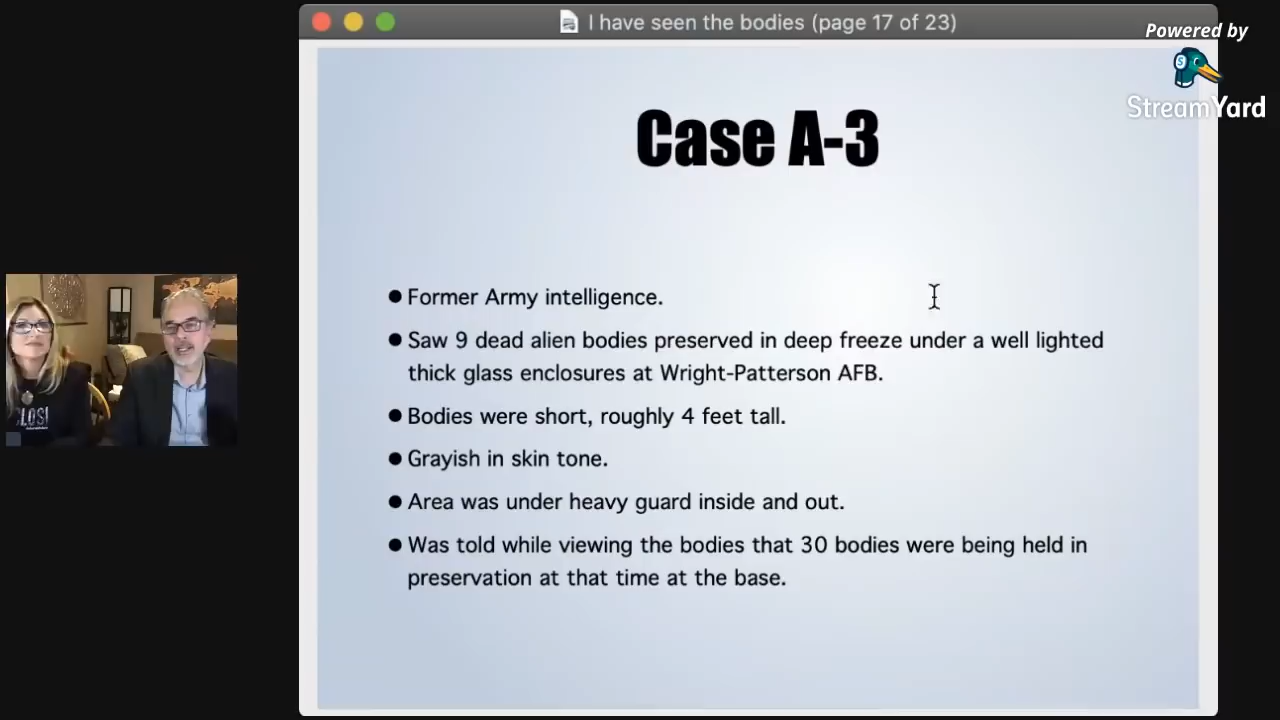 I have seen the bodies (page 17 of 23)
Powered by
StreamYard
Case A-3
● Former Army intelligence.
● Saw 9 dead alien bodies preserved in deep freeze under a well lighted
thick glass enclosures at Wright-Patterson AFB.
● Bodies were short, roughly 4 feet tall.
● Grayish in skin tone.
● Area was under heavy guard inside and out.
● Was told while viewing the bodies that 30 bodies were being held in
preservation at that time at the base.